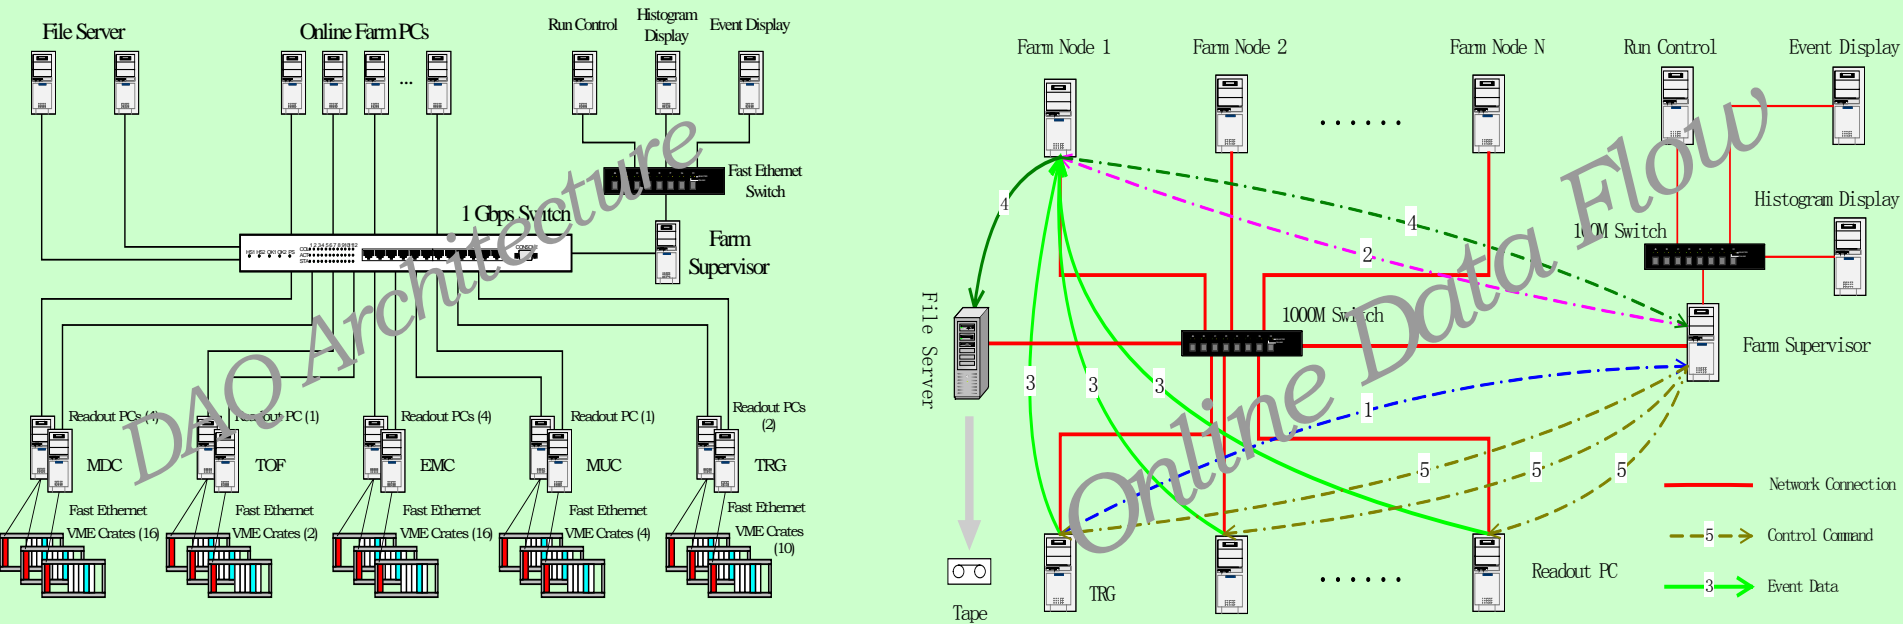 File Server
Online Farm PCs
Run Control
Histogram
Display
Event Display
...
Fast Ethernet
Switch
1 Gbps Switch
Farm
Supervisor
DAQ Architecture
Readout PCs (4)
Readout PC (1)
Readout PCs (4)
Readout PC (1)
Readout PCs
(2)
MDC
TOF
EMC
MUC
TRG
Fast Ethernet
VME Crates (16)
Fast Ethernet
VME Crates (2)
Fast Ethernet
VME Crates (16)
Fast Ethernet
VME Crates (4)
Fast Ethernet
VME Crates
(10)
Farm Node 1
Farm Node 2
......
Farm Node N
Run Control
Event Display
Histogram Display
100M Switch
1000M Switch
Farm Supervisor
File Server
Online Data Flow
4
4
2
3
3
3
1
5
5
5
Tape
TRG
......
Readout PC
Network Connection
5
Control Command
3
Event Data